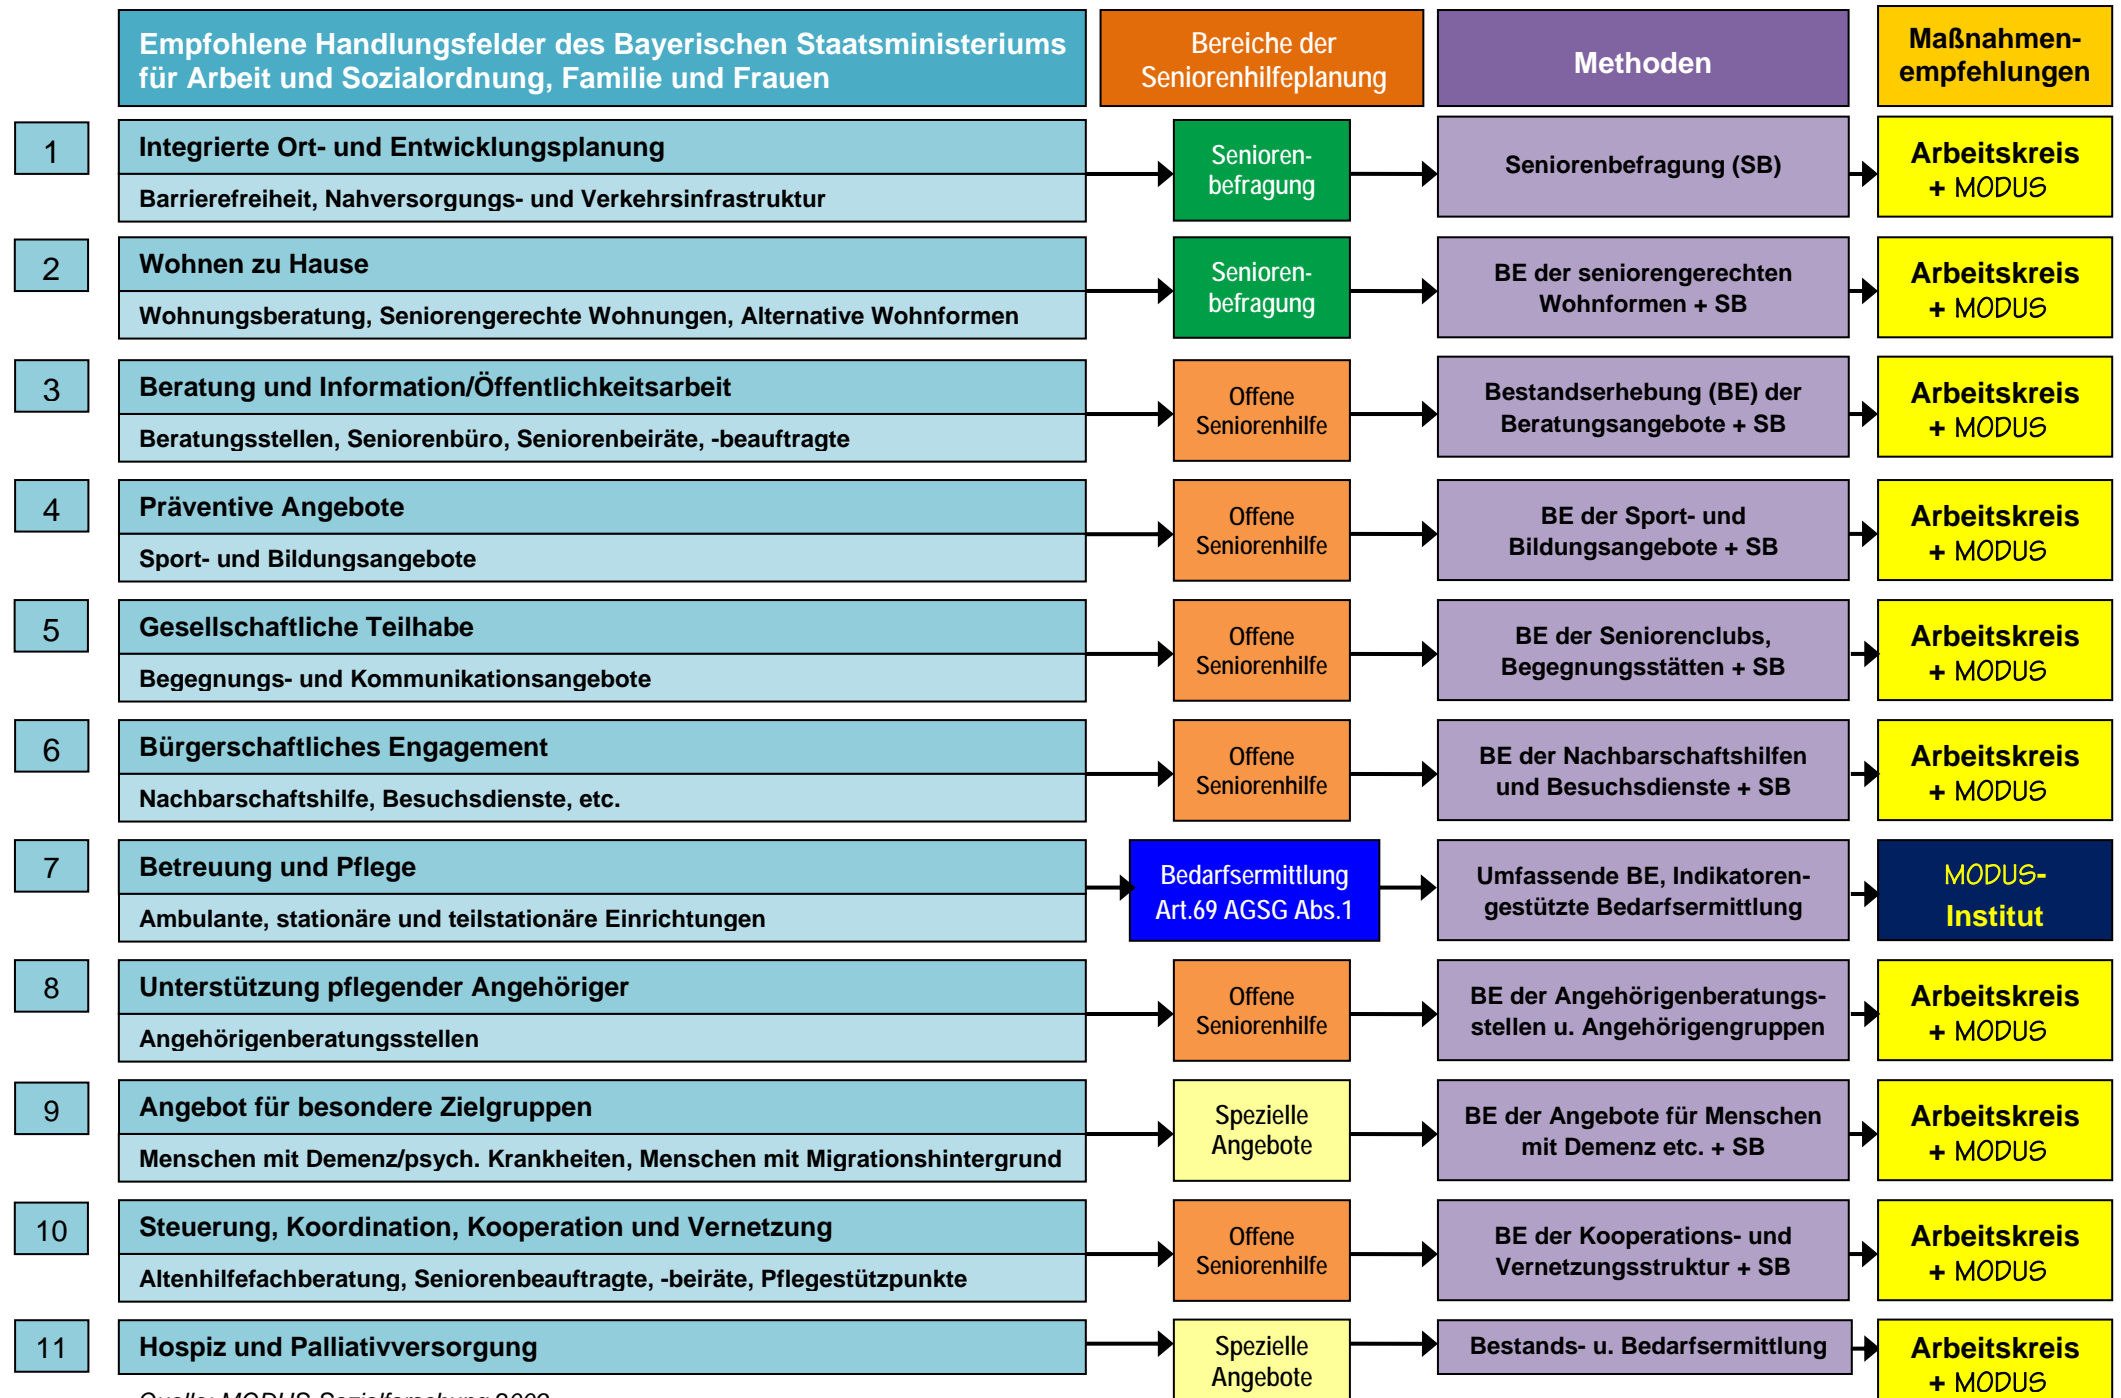 Empfohlene Handlungsfelder des Bayerischen Staatsministeriums
für Arbeit und Sozialordnung, Familie und Frauen
Bereiche der
Seniorenhilfeplanung
Methoden
Maßnahmen-
empfehlungen
1
Integrierte Ort- und Entwicklungsplanung
Barrierefreiheit, Nahversorgungs- und Verkehrsinfrastruktur
Senioren-
befragung
Seniorenbefragung (SB)
Arbeitskreis
+ MODUS
2
Wohnen zu Hause
Wohnungsberatung, Seniorengerechte Wohnungen, Alternative Wohnformen
Senioren-
befragung
BE der seniorengerechten
Wohnformen + SB
Arbeitskreis
+ MODUS
3
Beratung und Information/Öffentlichkeitsarbeit
Beratungsstellen, Seniorenbüro, Seniorenbeiräte, -beauftragte
Offene
Seniorenhilfe
Bestandserhebung (BE) der
Beratungsangebote + SB
Arbeitskreis
+ MODUS
4
Präventive Angebote
Sport- und Bildungsangebote
Offene
Seniorenhilfe
BE der Sport- und
Bildungsangebote + SB
Arbeitskreis
+ MODUS
5
Gesellschaftliche Teilhabe
Begegnungs- und Kommunikationsangebote
Offene
Seniorenhilfe
BE der Seniorenclubs,
Begegnungsstätten + SB
Arbeitskreis
+ MODUS
6
Bürgerschaftliches Engagement
Nachbarschaftshilfe, Besuchsdienste, etc.
Offene
Seniorenhilfe
BE der Nachbarschaftshilfen
und Besuchsdienste + SB
Arbeitskreis
+ MODUS
7
Betreuung und Pflege
Ambulante, stationäre und teilstationäre Einrichtungen
Bedarfsermittlung
Art.69 AGSG Abs.1
Umfassende BE, Indikatoren-
gestützte Bedarfsermittlung
MODUS-
Institut
8
Unterstützung pflegender Angehöriger
Angehörigenberatungsstellen
Offene
Seniorenhilfe
BE der Angehörigenberatungs-
stellen u. Angehörigengruppen
Arbeitskreis
+ MODUS
9
Angebot für besondere Zielgruppen
Menschen mit Demenz/psych. Krankheiten, Menschen mit Migrationshintergrund
Spezielle
Angebote
BE der Angebote für Menschen
mit Demenz etc. + SB
Arbeitskreis
+ MODUS
10
Steuerung, Koordination, Kooperation und Vernetzung
Altenhilfefachberatung, Seniorenbeauftragte, -beiräte, Pflegestützpunkte
Offene
Seniorenhilfe
BE der Kooperations- und
Vernetzungsstruktur + SB
Arbeitskreis
+ MODUS
11
Hospiz und Palliativversorgung
Spezielle
Angebote
Bestands- u. Bedarfsermittlung
Arbeitskreis
+ MODUS
Quelle: MODUS-Sozialforschung